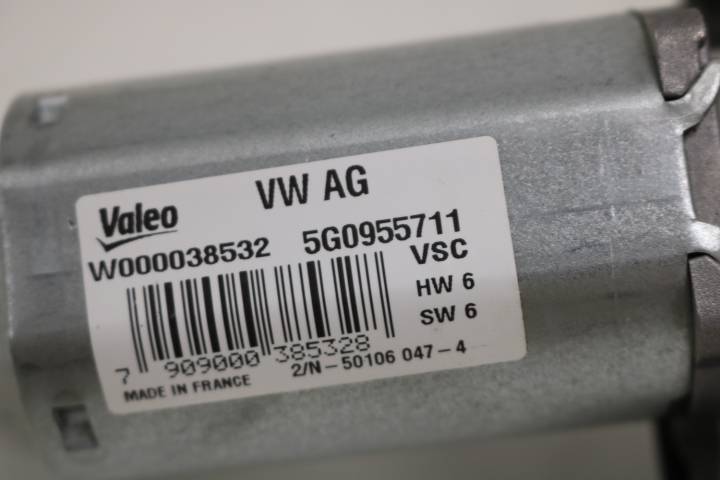 VW AG
Valeo
W000038532 5G0955711
VSC
HW 6
SW 6
7 909000 385328
2/N-50106 047-4
MADE IN FRANCE